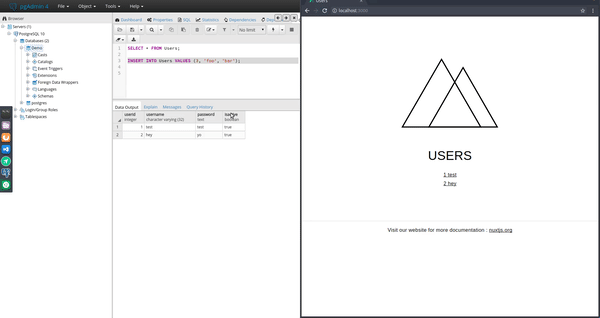 pgAdmin 4 File Object Tools Help
Browser
Servers (1)
PostgreSQL 10
Databases (2)
Demo
Casts
Catalogs
Event Triggers
Extensions
Foreign Data Wrappers
Languages
Schemas
postgres
Login/Group Roles
Tablespaces
Dashboard Properties SQL Statistics Dependencies
No limit
1 SELECT * FROM Users;
2
3 INSERT INTO Users VALUES (3, 'foo', 'bar');
4
5
Data Output Explain Messages Query History
userid username password
integer character varying (32) text boolean
1 1 test test true
2 2 hey yo true
Users
localhost:3000
USERS
1 test
2 hey
Visit our website for more documentation : nuxtjs.org